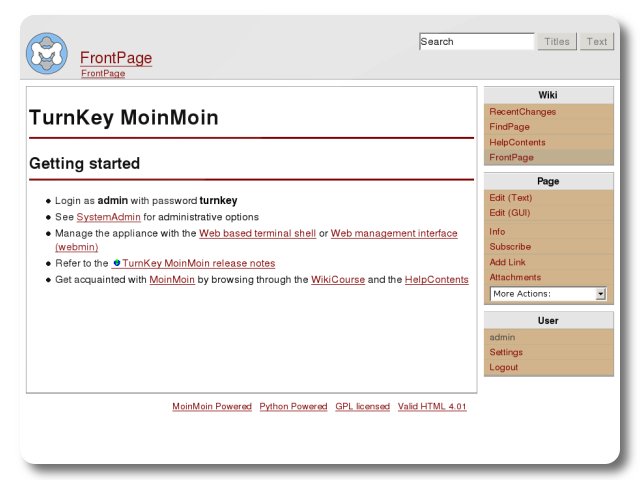 FrontPage
FrontPage
Search Titles Text
TurnKey MoinMoin
Getting started
Login as admin with password turnkey
See SystemAdmin for administrative options
Manage the appliance with the Web based terminal shell or Web management interface
(webmin)
Refer to the TurnKey MoinMoin release notes
Get acquainted with MoinMoin by browsing through the WikiCourse and the HelpContents
Wiki
RecentChanges
FindPage
HelpContents
FrontPage
Page
Edit (Text)
Edit (GUI)
Info
Subscribe
Add Link
Attachments
More Actions:
User
admin
Settings
Logout
MoinMoin Powered Python Powered GPL licensed Valid HTML 4.01